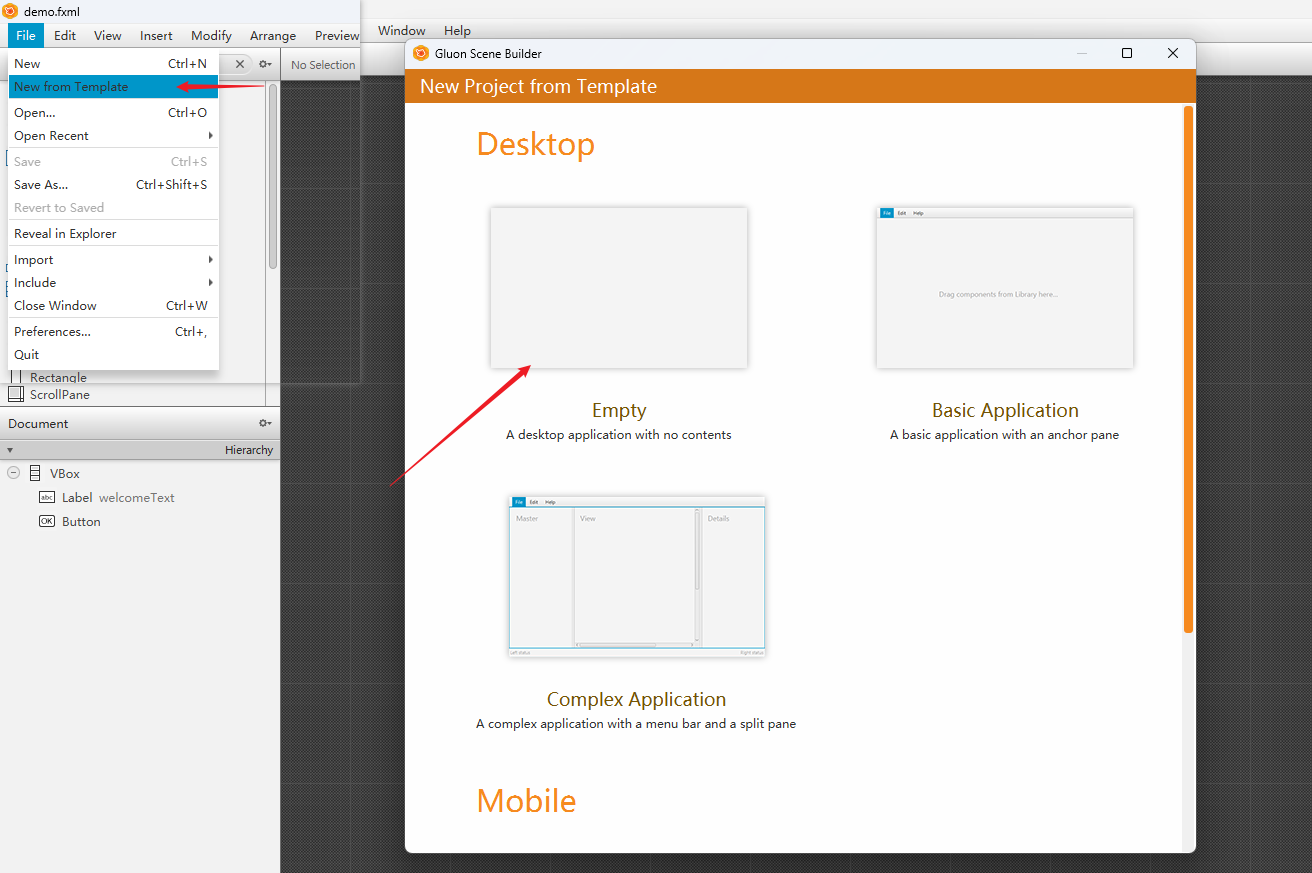 demo.fxml
File Edit View Insert Modify Arrange Preview Window Help
New Ctrl+N
New from Template
Open... Ctrl+O
Open Recent
Save Ctrl+S
Save As... Ctrl+Shift+S
Revert to Saved
Reveal in Explorer
Import
Include
Close Window Ctrl+W
Preferences... Ctrl+,
Quit
No Selection
Rectangle
ScrollPane
Document
Hierarchy
VBox
abc Label welcomeText
OK Button
Gluon Scene Builder
New Project from Template
Desktop
Empty
A desktop application with no contents
File Edit Help
Drag components from Library here...
Basic Application
A basic application with an anchor pane
File Edit Help
Master View Details
Left status Right status
Complex Application
A complex application with a menu bar and a split pane
Mobile